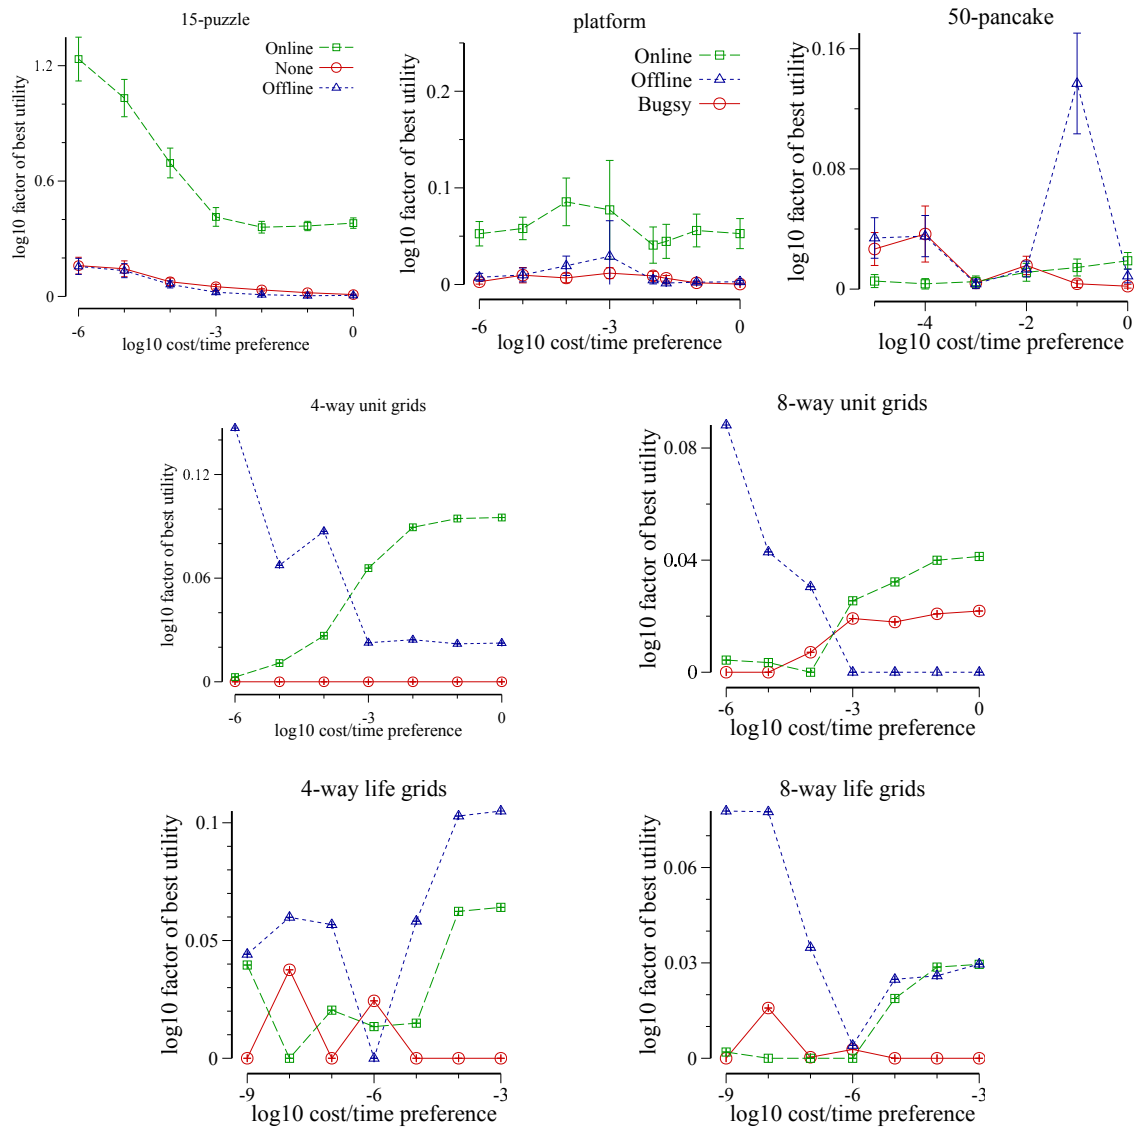 15-puzzle
log10 factor of best utility
1.2
0.6
0
Online
None
Offline
-6
-3
0
log10 cost/time preference
platform
log10 factor of best utility
0.2
0.1
0
Online
Offline
Bugsy
-6
-3
0
log10 cost/time preference
50-pancake
log10 factor of best utility
0.16
0.08
0
-4
-2
0
log10 cost/time preference
4-way unit grids
log10 factor of best utility
0.12
0.06
0
-6
-3
0
log10 cost/time preference
8-way unit grids
log10 factor of best utility
0.08
0.04
0
-6
-3
0
log10 cost/time preference
4-way life grids
log10 factor of best utility
0.1
0.05
0
-9
-6
-3
log10 cost/time preference
8-way life grids
log10 factor of best utility
0.06
0.03
0
-9
-6
-3
log10 cost/time preference